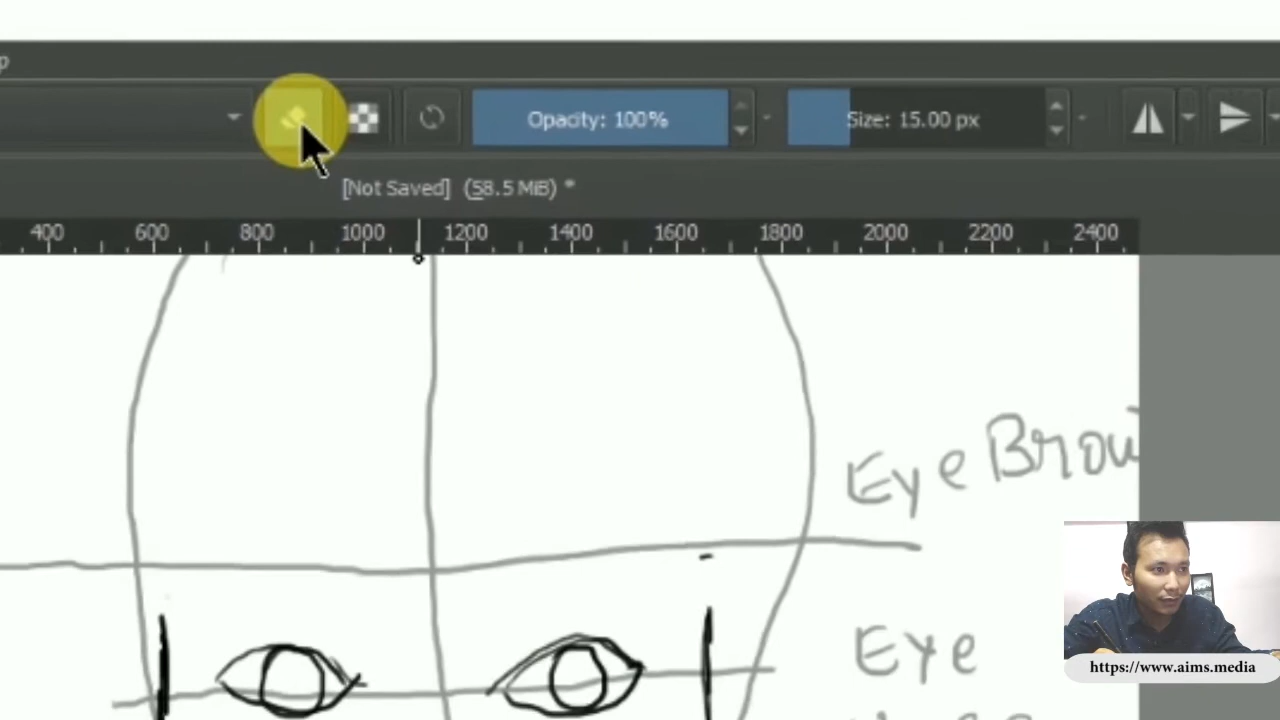 p
Opacity: 100% Size: 15.00 px
[Not Saved] (58.5 MiB) *
400 600 800 1000 1200 1400 1600 1800 2000 2200 2400
Eye Brow
Eye
https://www.aims.media